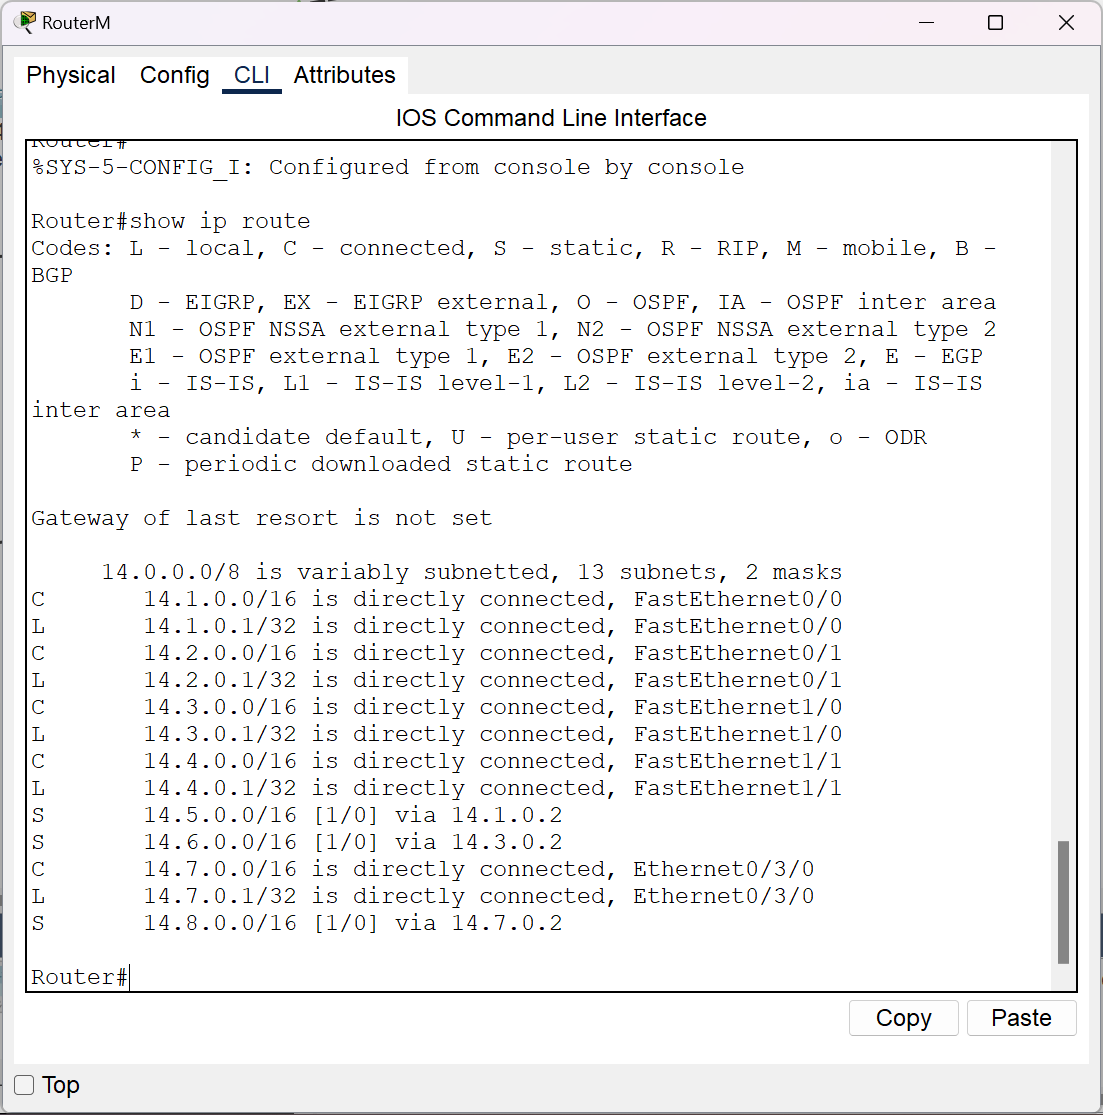 RouterM
Physical Config CLI Attributes
IOS Command Line Interface
Router#
%SYS-5-CONFIG_I: Configured from console by console
Router#show ip route
Codes: L - local, C - connected, S - static, R - RIP, M - mobile, B -
BGP
D - EIGRP, EX - EIGRP external, O - OSPF, IA - OSPF inter area
N1 - OSPF NSSA external type 1, N2 - OSPF NSSA external type 2
E1 - OSPF external type 1, E2 - OSPF external type 2, E - EGP
i - IS-IS, L1 - IS-IS level-1, L2 - IS-IS level-2, ia - IS-IS
inter area
* - candidate default, U - per-user static route, o - ODR
P - periodic downloaded static route
Gateway of last resort is not set
14.0.0.0/8 is variably subnetted, 13 subnets, 2 masks
C 14.1.0.0/16 is directly connected, FastEthernet0/0
L 14.1.0.1/32 is directly connected, FastEthernet0/0
C 14.2.0.0/16 is directly connected, FastEthernet0/1
L 14.2.0.1/32 is directly connected, FastEthernet0/1
C 14.3.0.0/16 is directly connected, FastEthernet1/0
L 14.3.0.1/32 is directly connected, FastEthernet1/0
C 14.4.0.0/16 is directly connected, FastEthernet1/1
L 14.4.0.1/32 is directly connected, FastEthernet1/1
S 14.5.0.0/16 [1/0] via 14.1.0.2
S 14.6.0.0/16 [1/0] via 14.3.0.2
C 14.7.0.0/16 is directly connected, Ethernet0/3/0
L 14.7.0.1/32 is directly connected, Ethernet0/3/0
S 14.8.0.0/16 [1/0] via 14.7.0.2
Router#
Copy Paste
Top